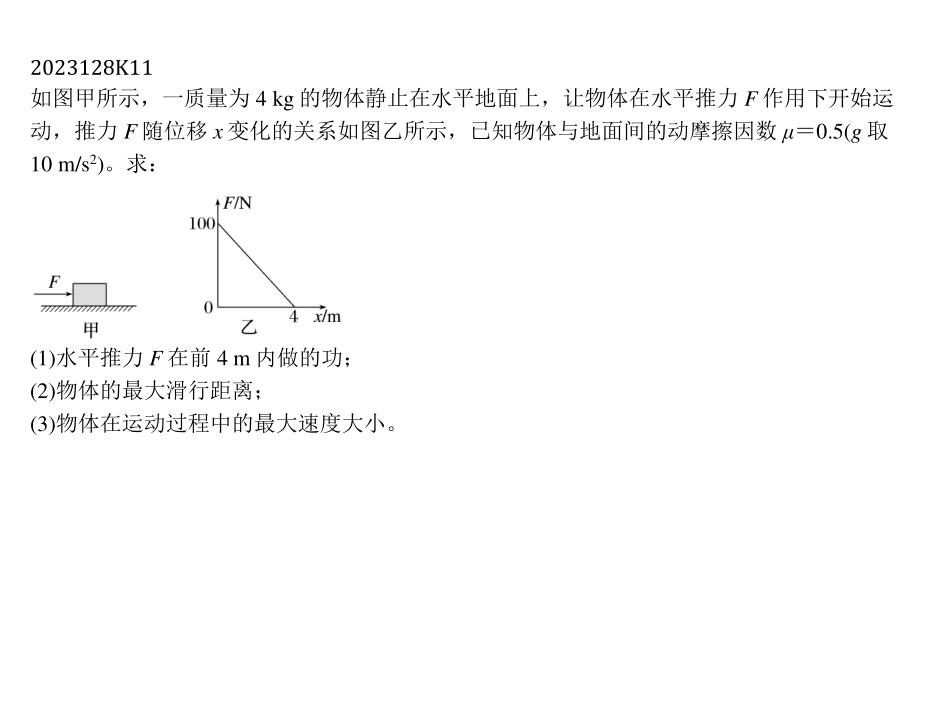 2023128K11
如图甲所示，一质量为 4 kg 的物体静止在水平地面上，让物体在水平推力 F 作用下开始运
动，推力 F 随位移 x 变化的关系如图乙所示，已知物体与地面间的动摩擦因数 μ＝0.5(g 取
10 m/s²)。求：
F/N
100
F
0
4 x/m
甲
乙
(1)水平推力 F 在前 4 m 内做的功；
(2)物体的最大滑行距离；
(3)物体在运动过程中的最大速度大小。